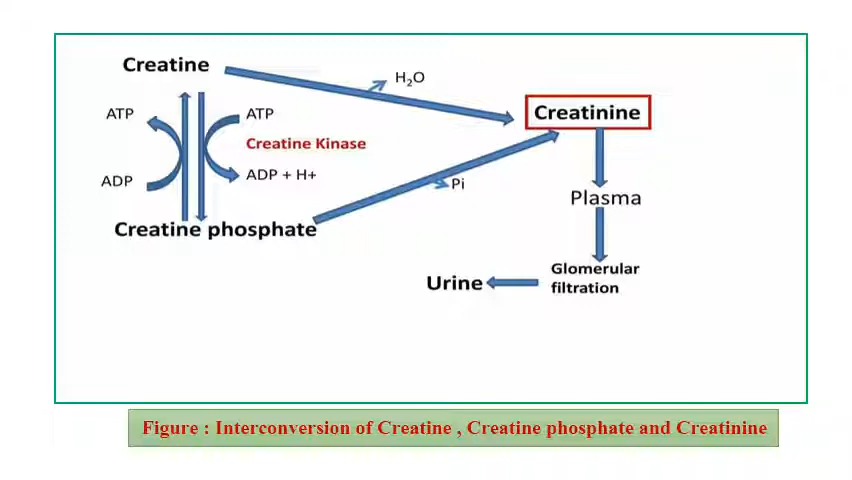 Creatine
H₂O
ATP
ATP
Creatinine
Creatine Kinase
ADP
ADP + H+
Pi
Plasma
Creatine phosphate
Glomerular
filtration
Urine
Figure : Interconversion of Creatine , Creatine phosphate and Creatinine